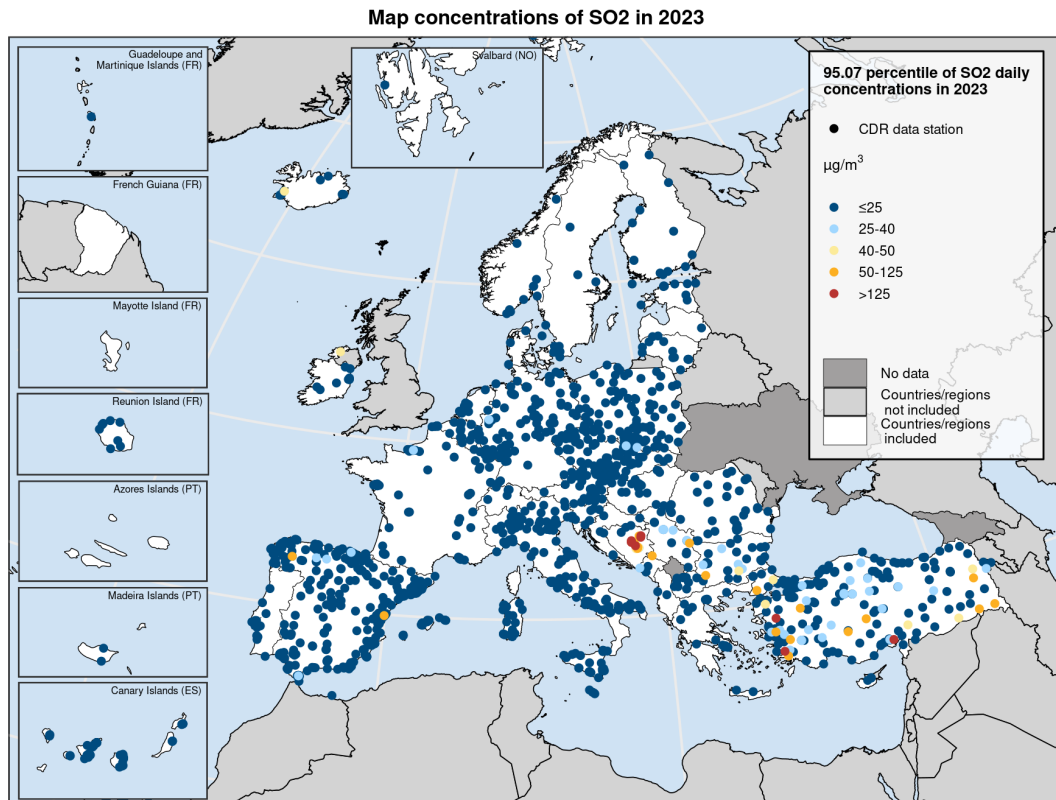 Map concentrations of SO2 in 2023
Guadeloupe and
Martinique Islands (FR)
Svalbard (NO)
95.07 percentile of SO2 daily
concentrations in 2023
CDR data station
µg/m3
≤25
25-40
40-50
50-125
>125
No data
Countries/regions
not included
Countries/regions
included
French Guiana (FR)
Mayotte Island (FR)
Reunion Island (FR)
Azores Islands (PT)
Madeira Islands (PT)
Canary Islands (ES)